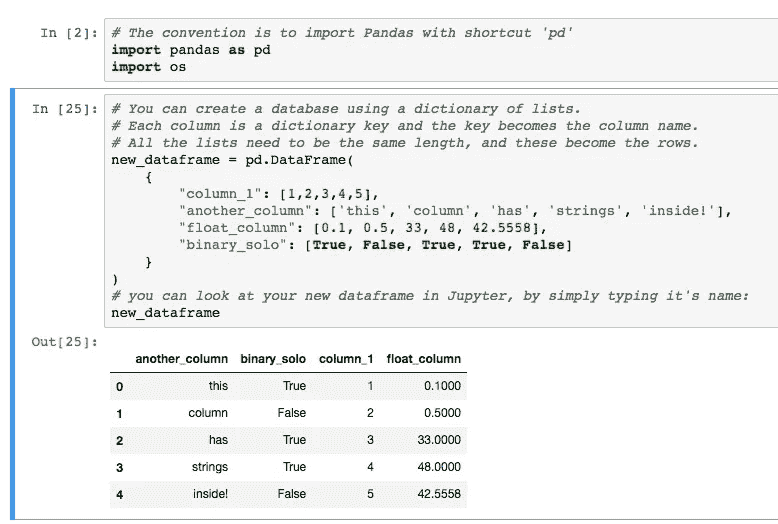 In [2]: # The convention is to import Pandas with shortcut 'pd'
import pandas as pd
import os
In [25]: # You can create a database using a dictionary of lists.
# Each column is a dictionary key and the key becomes the column name.
# All the lists need to be the same length, and these become the rows.
new_dataframe = pd.DataFrame(
{
"column_1": [1,2,3,4,5],
"another_column": ['this', 'column', 'has', 'strings', 'inside!'],
"float_column": [0.1, 0.5, 33, 48, 42.5558],
"binary_solo": [True, False, True, True, False]
}
)
# you can look at your new dataframe in Jupyter, by simply typing it's name:
new_dataframe
Out[25]:
another_column binary_solo column_1 float_column
0 this True 1 0.1000
1 column False 2 0.5000
2 has True 3 33.0000
3 strings True 4 48.0000
4 inside! False 5 42.5558